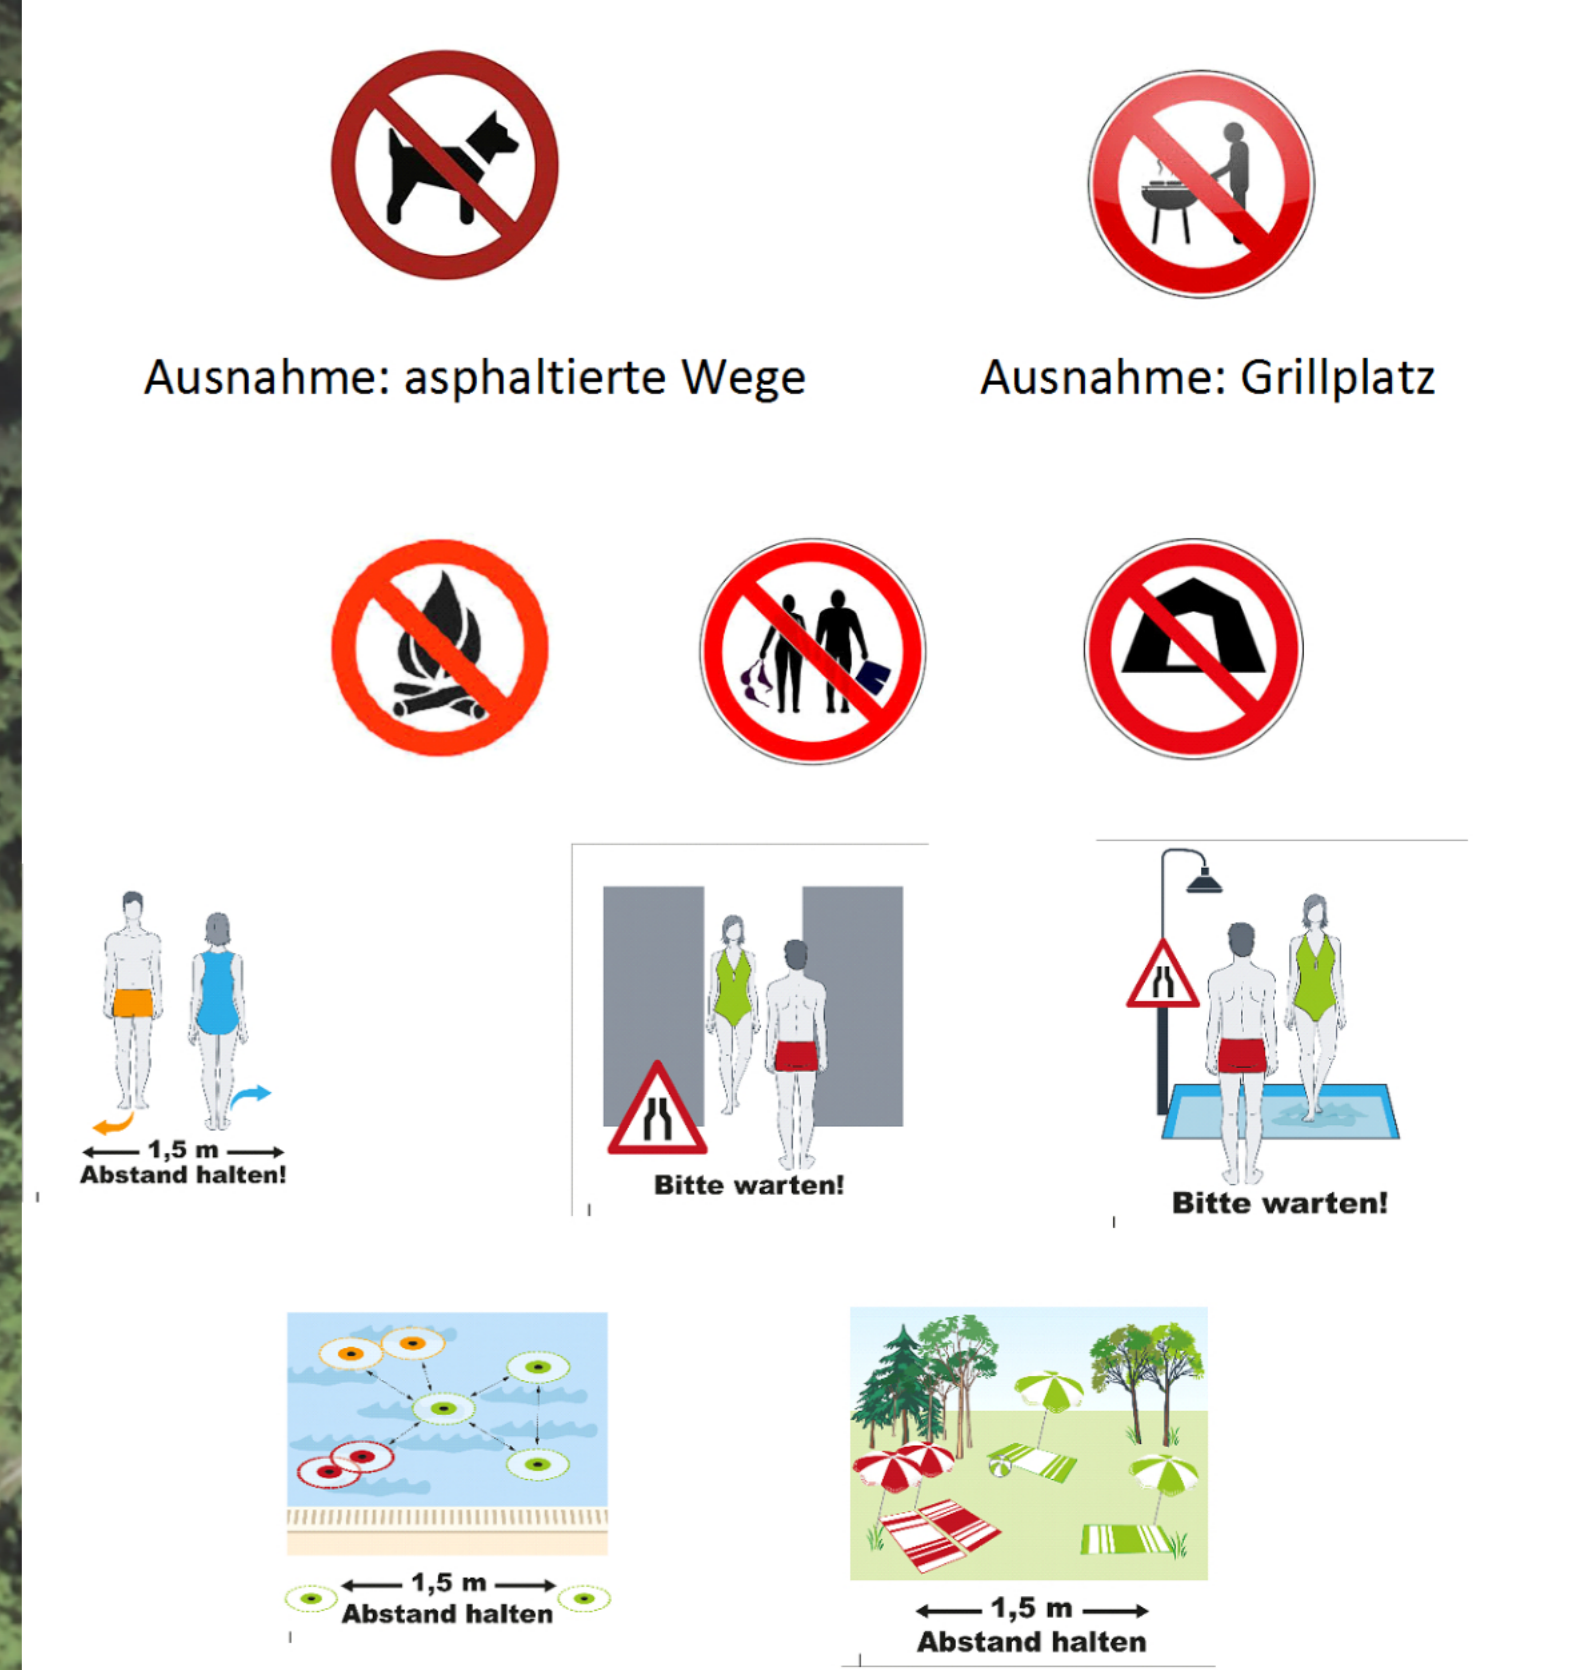 Ausnahme: asphaltierte Wege
Ausnahme: Grillplatz
1,5 m
Abstand halten!
Bitte warten!
Bitte warten!
1,5 m
Abstand halten
1,5 m
Abstand halten